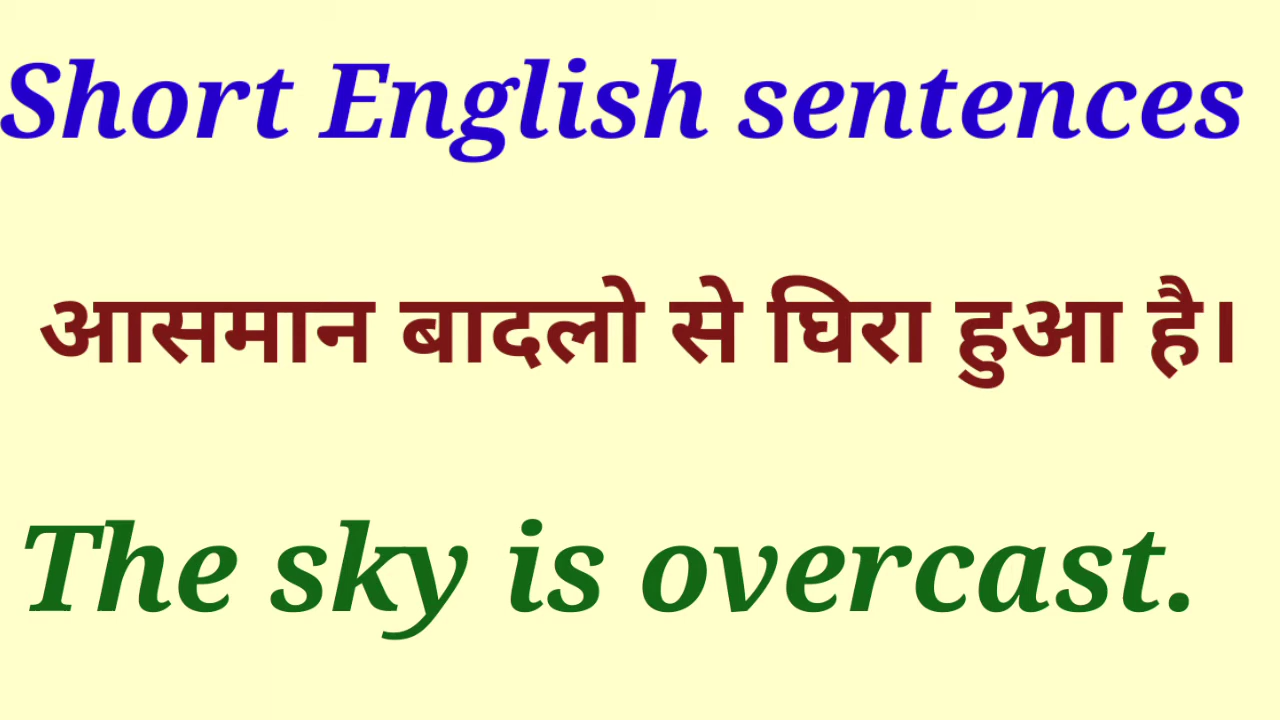 Short English sentences
आसमान बादलो से घिरा हुआ है।
The sky is overcast.